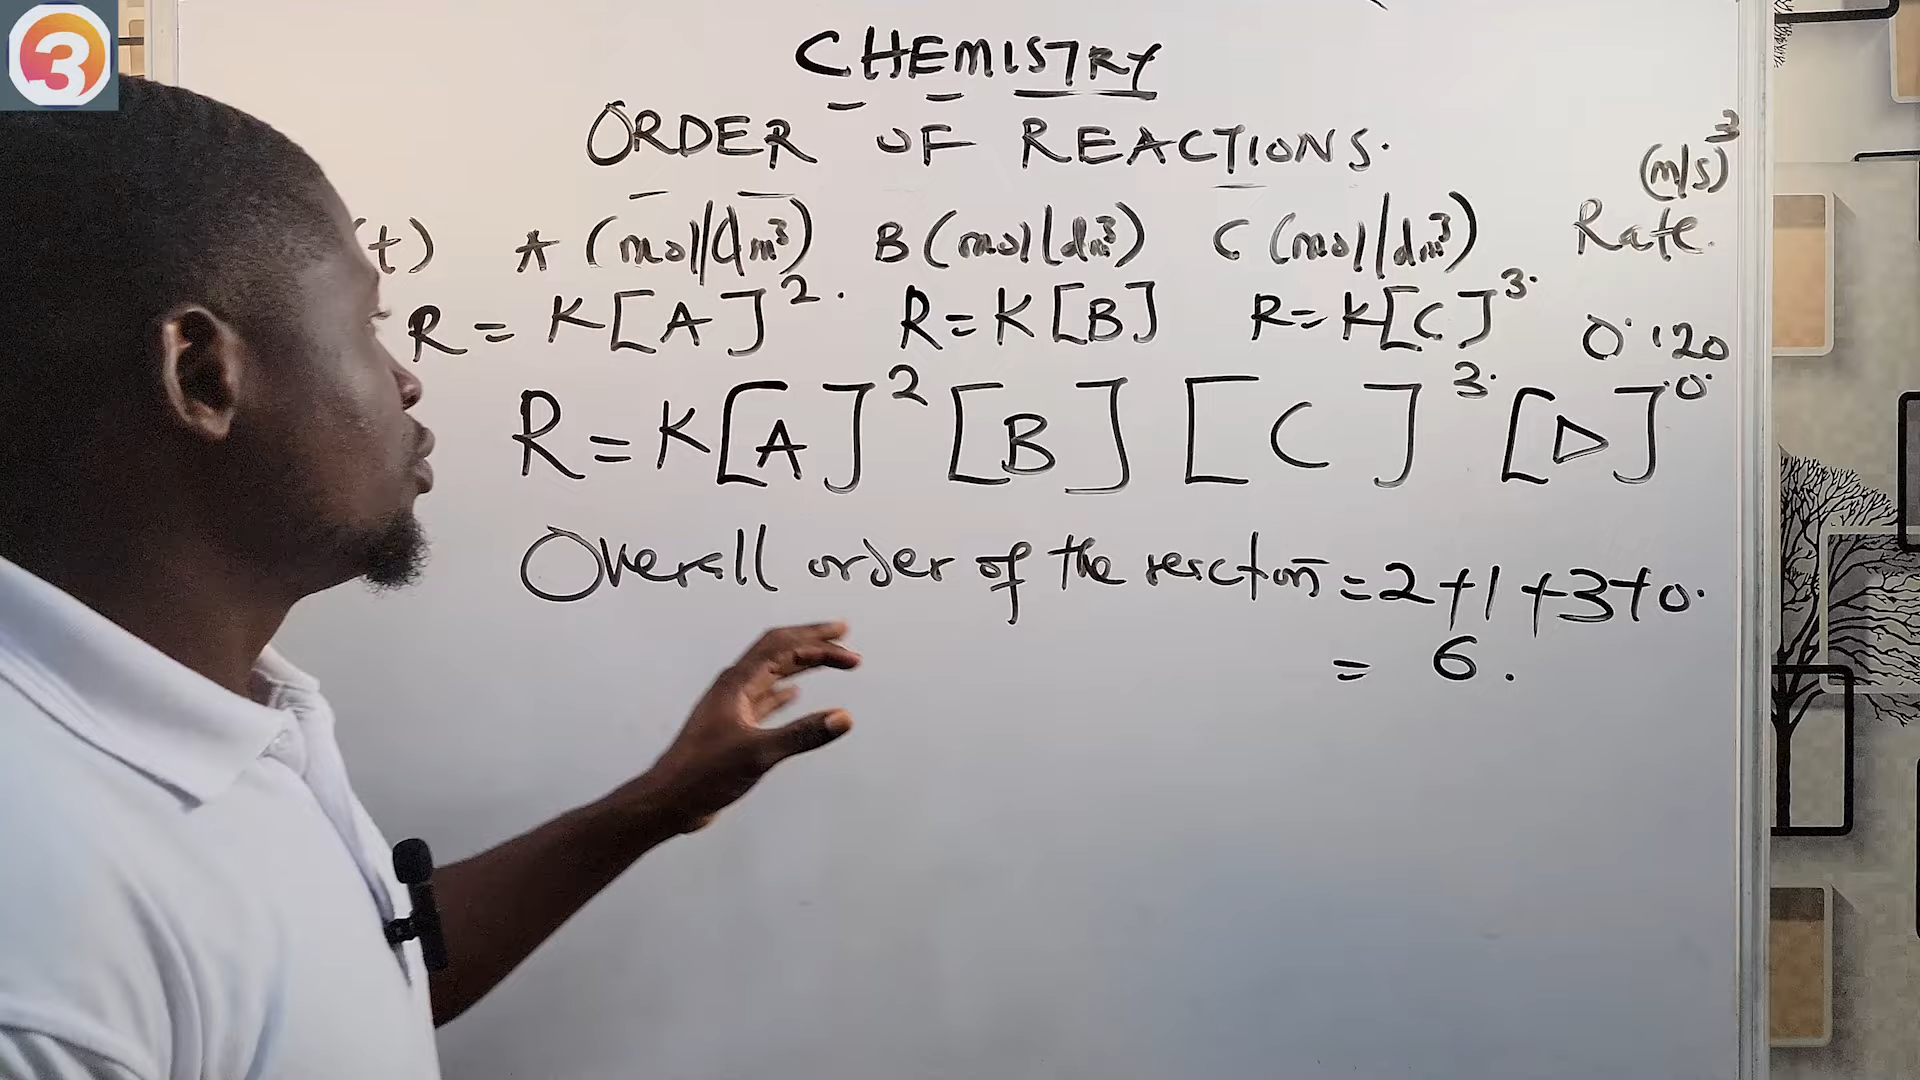 3
CHEMISTRY
ORDER OF REACTIONS.
(m/s)³
(t) A (mol/dm³) B (mol/dm³) C (mol/dm³) Rate.
R = K[A]². R = K[B] R = K[C]³. 0.120
R = K[A]² [B] [C]³. [D]⁰.
Overall order of the reaction = 2+1+3+0.
= 6.